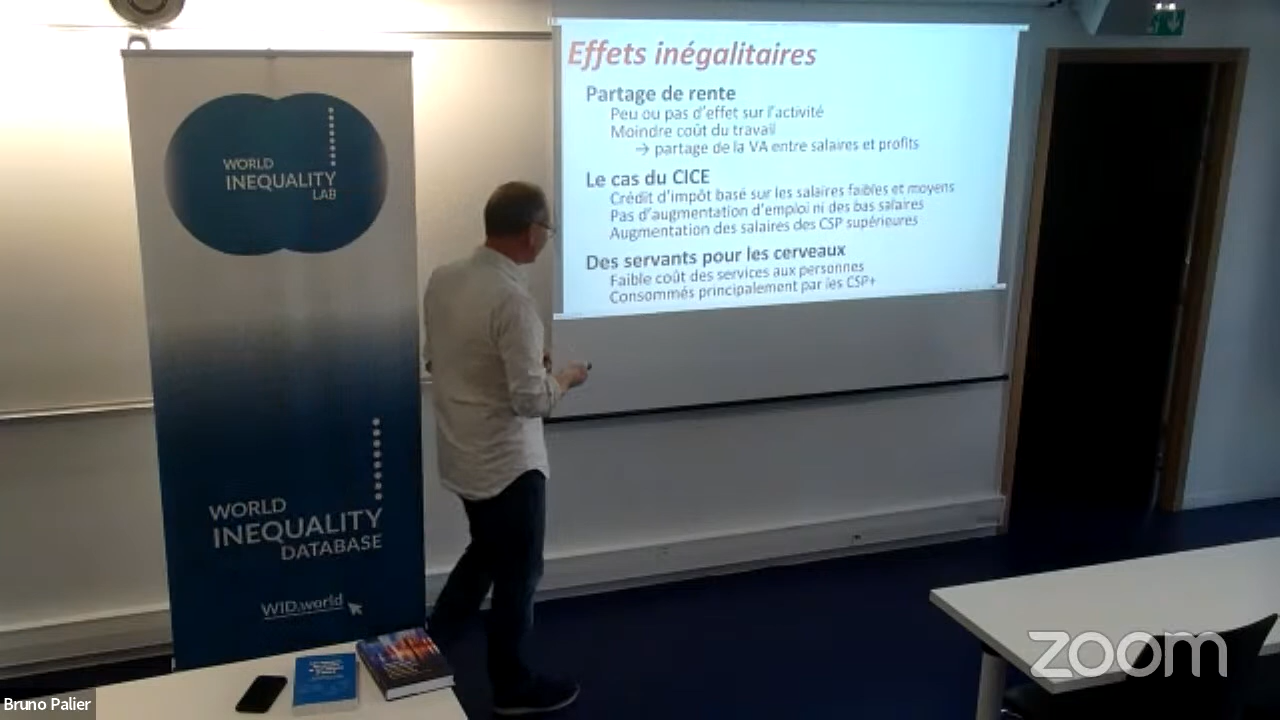 Effets inégalitaires
Partage de rente
Peu ou pas d'effet sur l'activité
Moindre coût du travail
→ partage de la VA entre salaires et profits
Le cas du CICE
Crédit d'impôt basé sur les salaires faibles et moyens
Pas d'augmentation d'emploi ni des bas salaires
Augmentation des salaires des CSP supérieures
Des servants pour les cerveaux
Faible coût des services aux personnes
Consommés principalement par les CSP+
WORLD
INEQUALITY
LAB
WORLD
INEQUALITY
DATABASE
WID.world
zoom
Bruno Palier